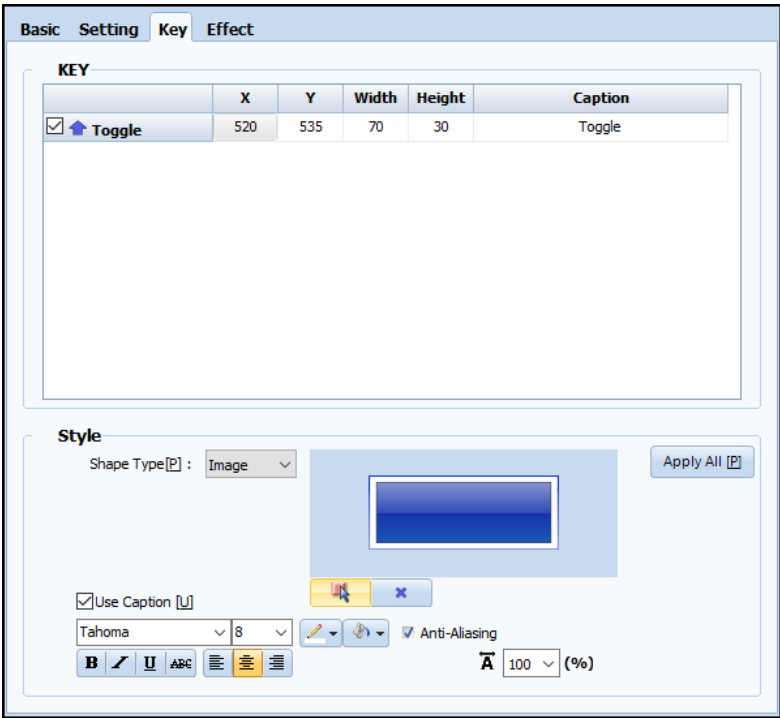 Basic Setting Key Effect
KEY
X Y Width Height Caption
Toggle 520 535 70 30 Toggle
Style
Shape Type[P] : Image Apply All [P]
Use Caption [U]
Tahoma 8 Anti-Aliasing
B I U ABC A 100 (%)